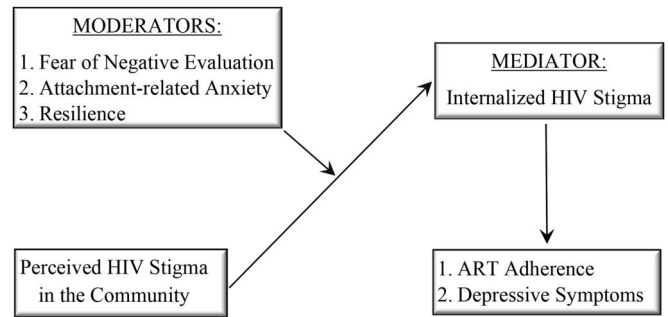 MODERATORS:
1. Fear of Negative Evaluation
2. Attachment-related Anxiety
3. Resilience
MEDIATOR:
Internalized HIV Stigma
Perceived HIV Stigma
in the Community
1. ART Adherence
2. Depressive Symptoms